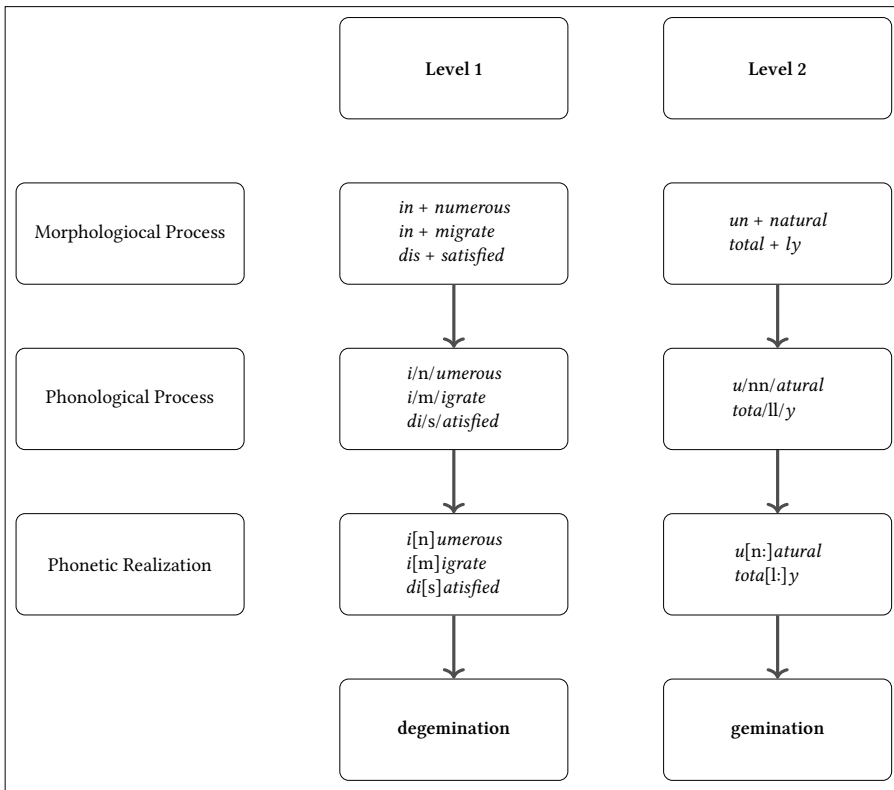 Level 1
Level 2
Morphologiocal Process
in + numerous
in + migrate
dis + satisfied
un + natural
total + ly
Phonological Process
i/n/umerous
i/m/igrate
di/s/atisfied
u/nn/atural
tota/ll/y
Phonetic Realization
i[n]umerous
i[m]igrate
di[s]atisfied
u[n:]atural
tota[l:]y
degemination
gemination